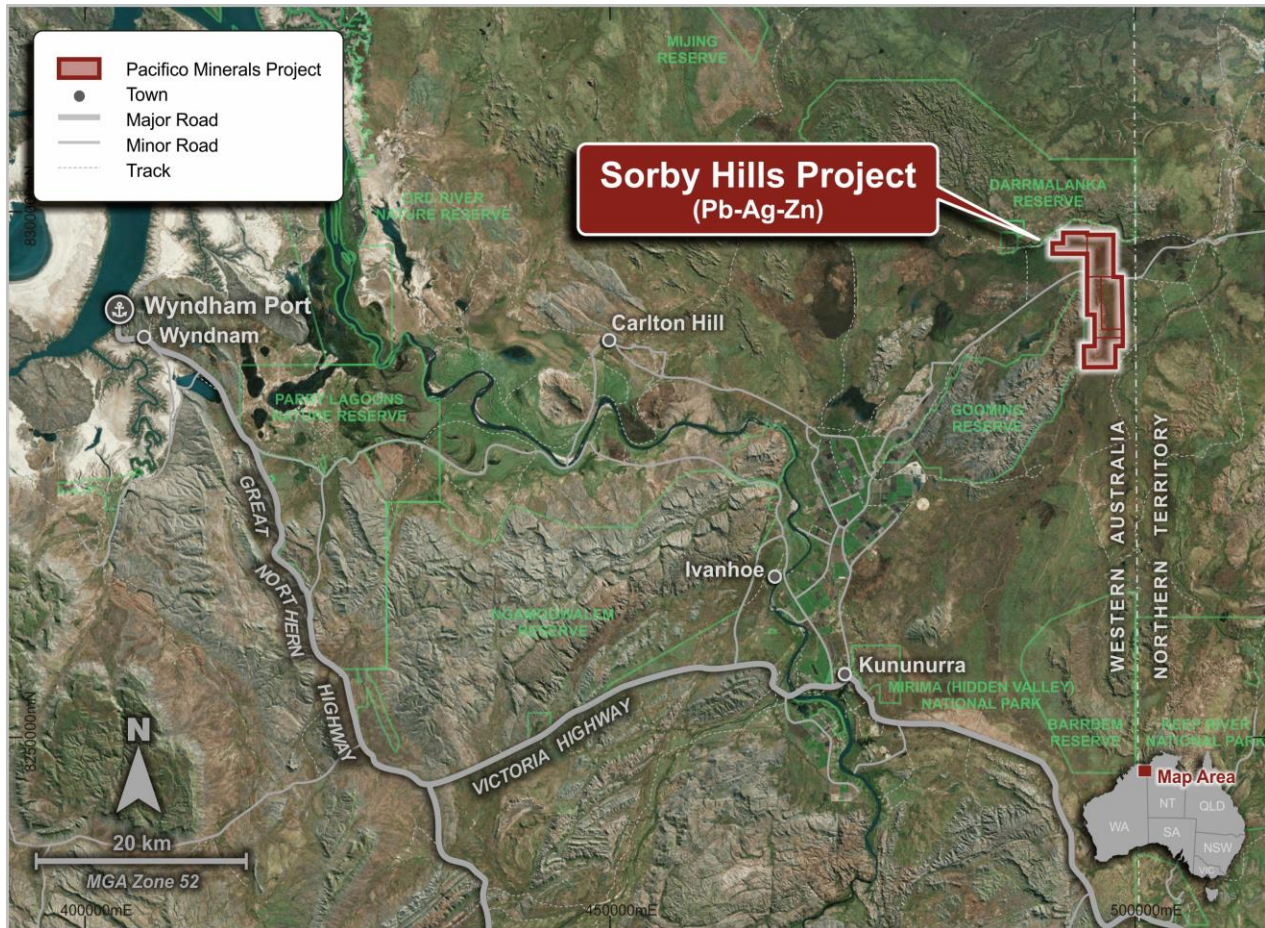 Pacifico Minerals Project
Town
Major Road
Minor Road
Track
MIJING
RESERVE
Sorby Hills Project
(Pb-Ag-Zn)
DARRMALANKA
RESERVE
ORD RIVER
NATURE RESERVE
8300000mN
Wyndham Port
Wyndnam
Carlton Hill
PARRY LAGOONS
NATURE RESERVE
GOOMING
RESERVE
WESTERN AUSTRALIA
NORTHERN TERRITORY
GREAT NORTHERN HIGHWAY
Ivanhoe
NGAMOOWALEM
RESERVE
Kununurra
MIRIMA (HIDDEN VALLEY)
NATIONAL PARK
VICTORIA HIGHWAY
BARRBEM
RESERVE
KEEP RIVER
NATIONAL PARK
8250000mN
N
20 km
MGA Zone 52
Map Area
WA
NT
QLD
SA
NSW
VIC
400000mE
450000mE
500000mE